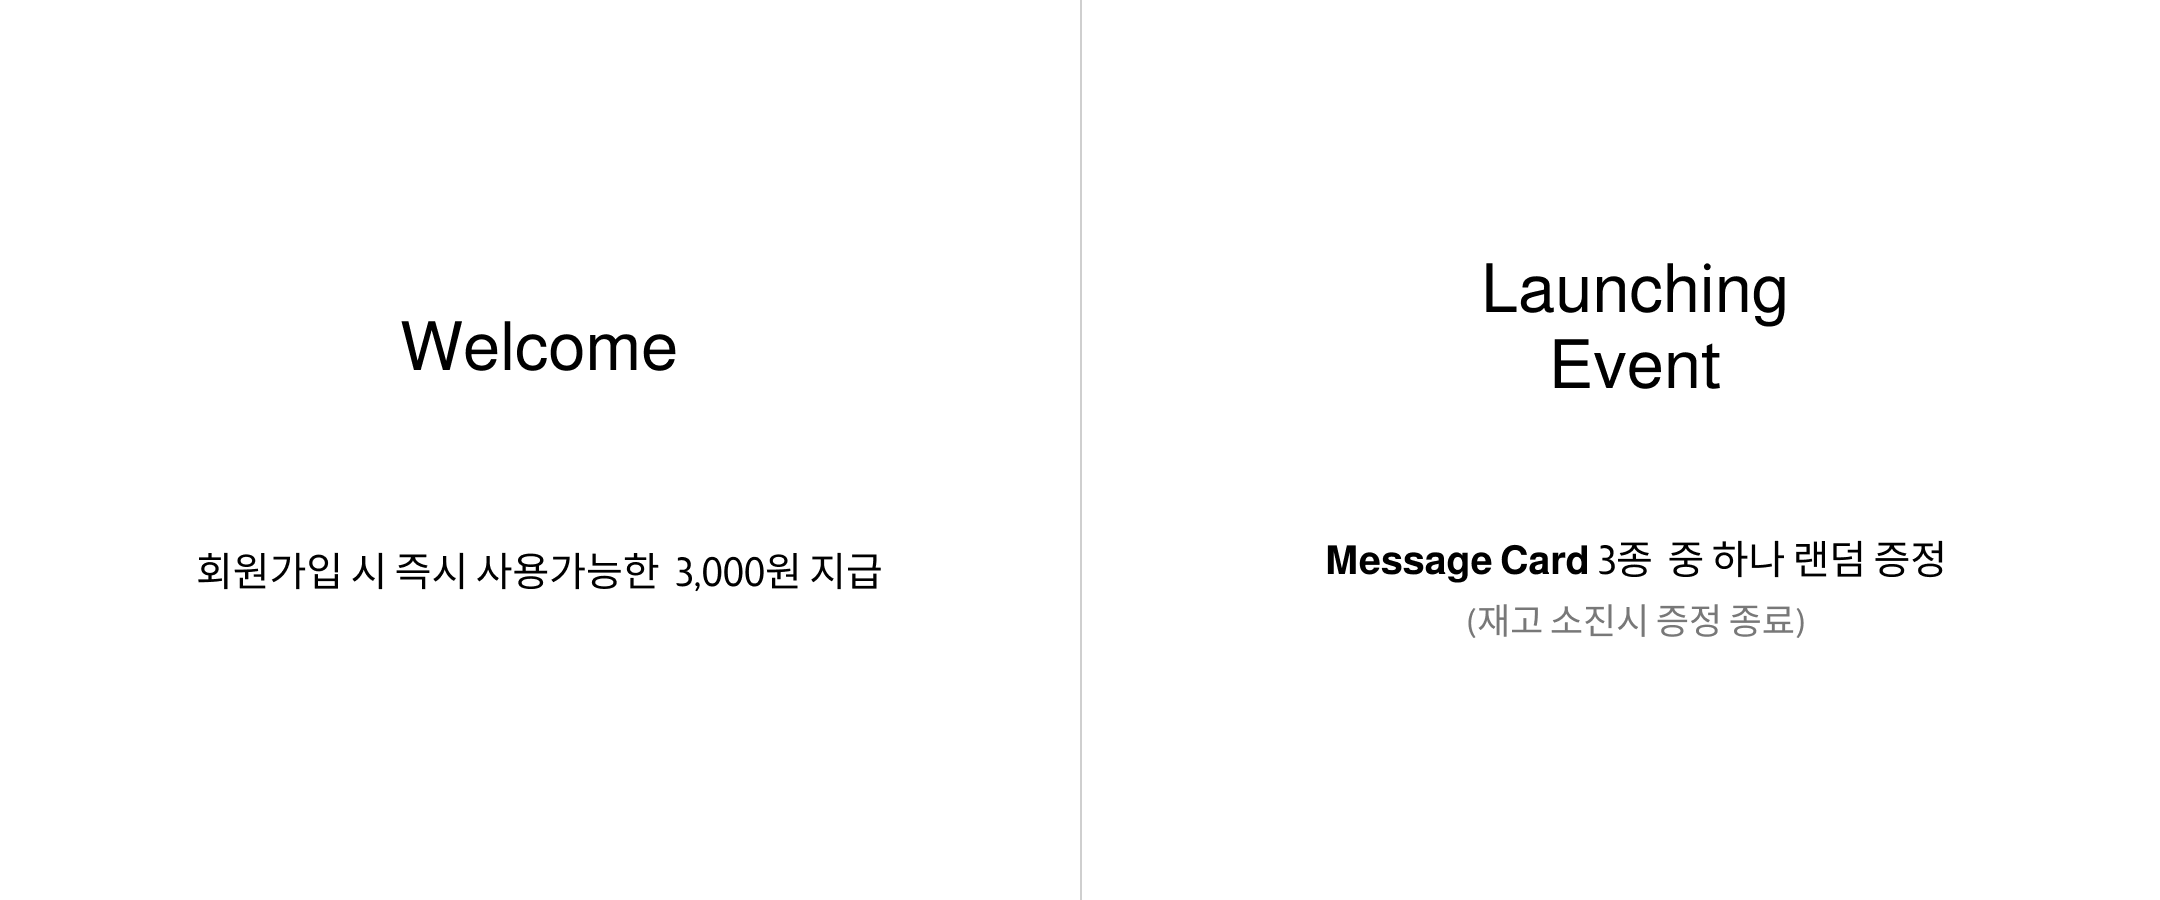 Welcome
회원가입 시 즉시 사용가능한 3,000원 지급
Launching
Event
Message Card 3종 중 하나 랜덤 증정
(재고 소진시 증정 종료)